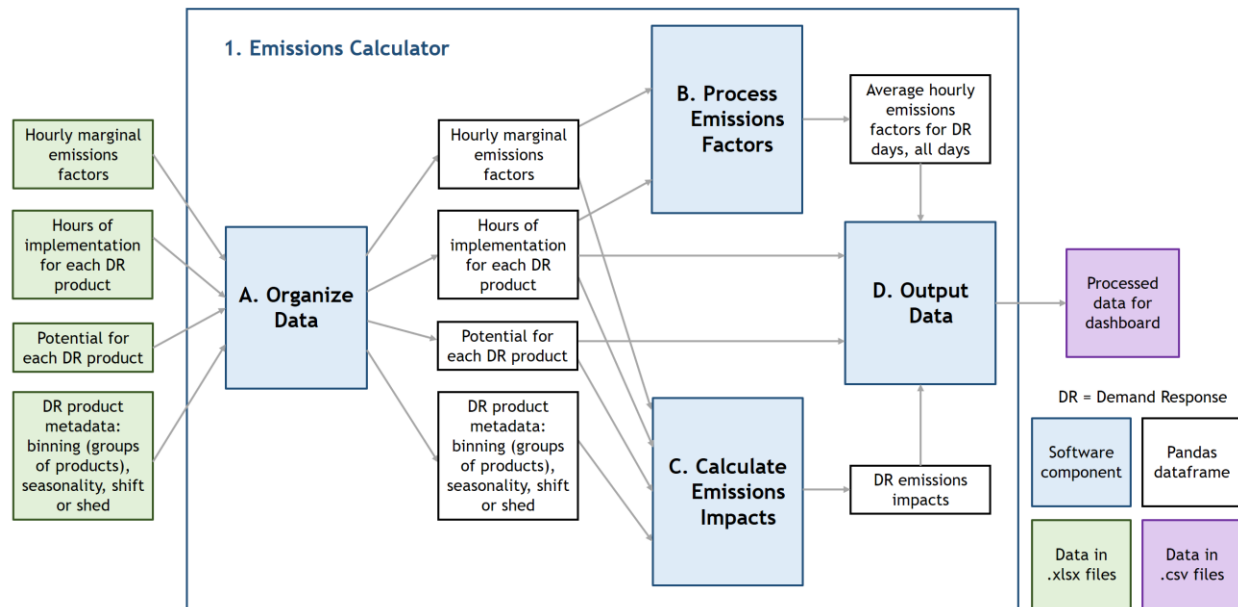 1. Emissions Calculator
Hourly marginal
emissions
factors
Hours of
implementation
for each DR
product
Potential for
each DR product
DR product
metadata:
binning (groups
of products),
seasonality, shift
or shed
A. Organize
Data
Hourly marginal
emissions
factors
Hours of
implementation
for each DR
product
Potential for
each DR product
DR product
metadata:
binning (groups
of products),
seasonality, shift
or shed
B. Process
Emissions
Factors
C. Calculate
Emissions
Impacts
Average hourly
emissions
factors for DR
days, all days
D. Output
Data
DR emissions
impacts
Processed
data for
dashboard
DR = Demand Response
Software
component
Pandas
dataframe
Data in
.xlsx files
Data in
.csv files